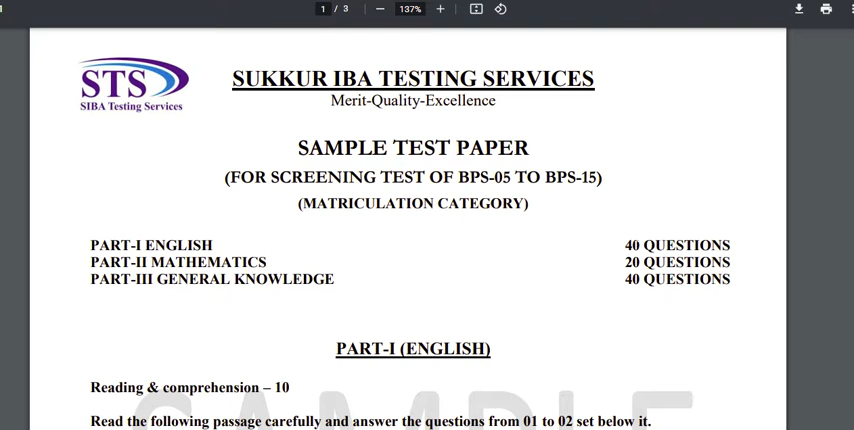 1 / 3 — 137% +
STS
SIBA Testing Services
SUKKUR IBA TESTING SERVICES
Merit-Quality-Excellence
SAMPLE TEST PAPER
(FOR SCREENING TEST OF BPS-05 TO BPS-15)
(MATRICULATION CATEGORY)
PART-I ENGLISH 40 QUESTIONS
PART-II MATHEMATICS 20 QUESTIONS
PART-III GENERAL KNOWLEDGE 40 QUESTIONS
PART-I (ENGLISH)
Reading & comprehension – 10
SAMPLE
Read the following passage carefully and answer the questions from 01 to 02 set below it.